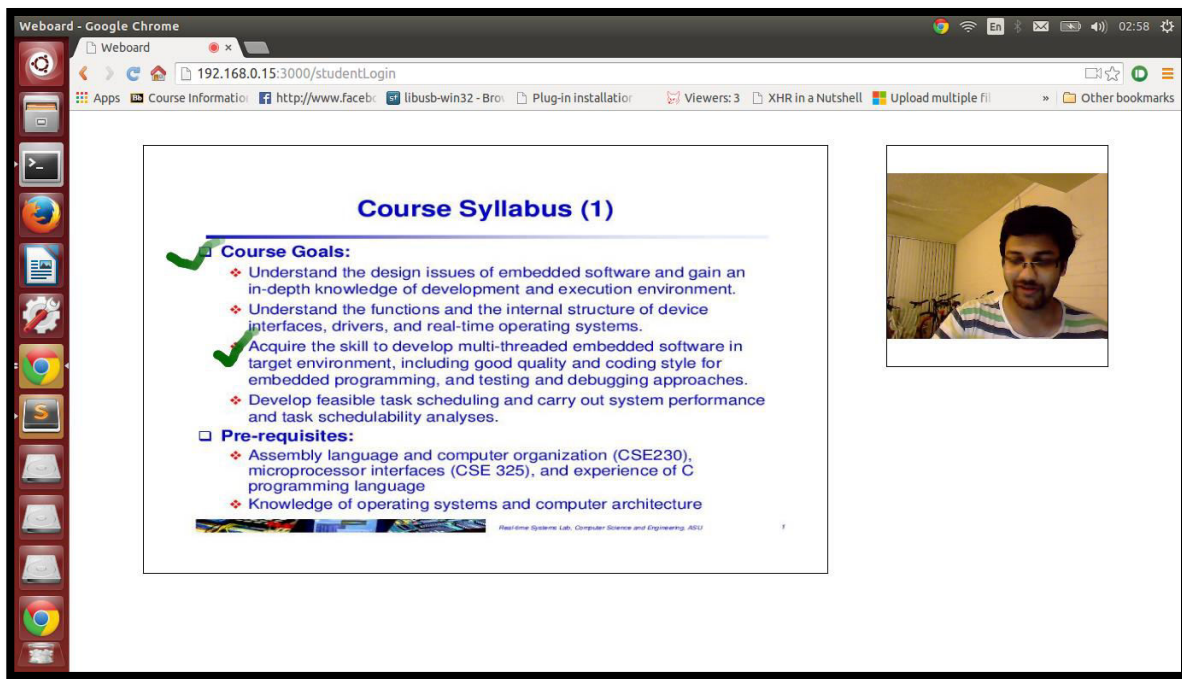 Weboard - Google Chrome
En
02:58
Weboard
192.168.0.15:3000/studentLogin
Apps
Bb Course Informatio
http://www.facebo
libusb-win32 - Bro
Plug-in installation
Viewers: 3
XHR in a Nutshell
Upload multiple fi
»
Other bookmarks
Course Syllabus (1)
Course Goals:
Understand the design issues of embedded software and gain an
in-depth knowledge of development and execution environment.
Understand the functions and the internal structure of device
interfaces, drivers, and real-time operating systems.
Acquire the skill to develop multi-threaded embedded software in
target environment, including good quality and coding style for
embedded programming, and testing and debugging approaches.
Develop feasible task scheduling and carry out system performance
and task schedulability analyses.
Pre-requisites:
Assembly language and computer organization (CSE230),
microprocessor interfaces (CSE 325), and experience of C
programming language
Knowledge of operating systems and computer architecture
Real-time Systems Lab, Computer Science and Engineering, ASU
1